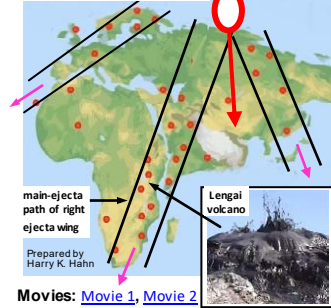 Lengai
volcano
main-ejecta
path of right
ejecta wing
Prepared by
Harry K. Hahn
Movies: Movie 1, Movie 2